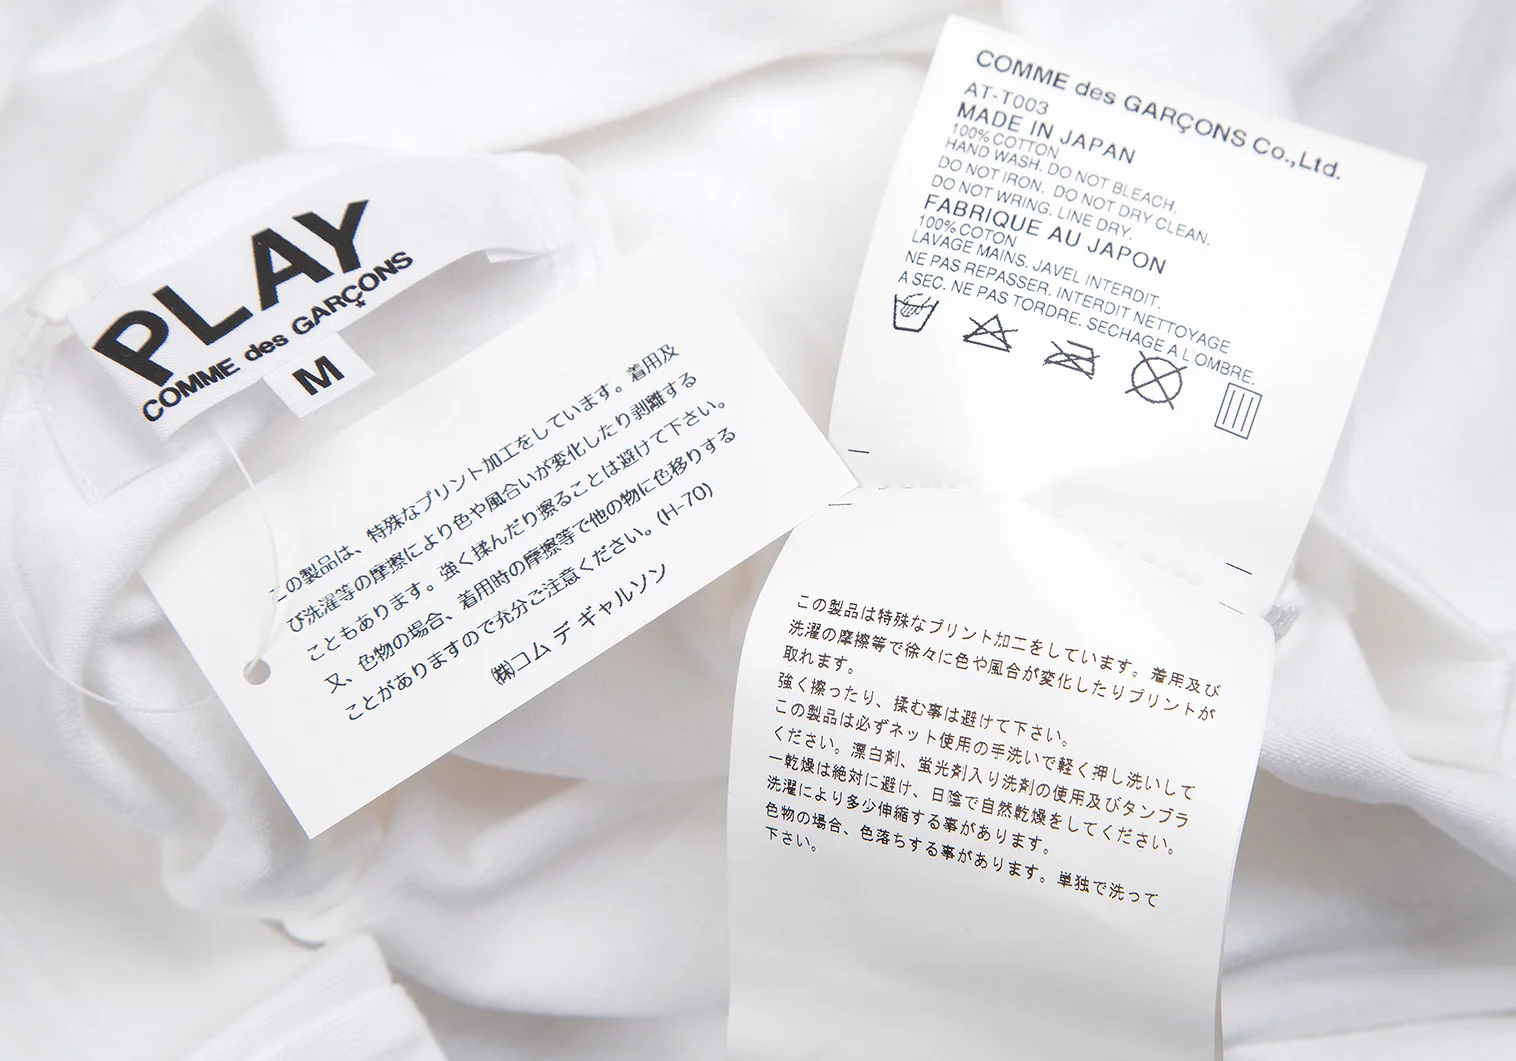 PLAY
COMME des GARÇONS
M
この製品は、特殊なプリント加工をしています。着用及
び洗濯等の摩擦により色や風合いが変化したり剥離する
こともあります。強く揉んだり擦ることは避けて下さい。
又、色物の場合、着用時の摩擦等で他の物に色移りする
ことがありますので充分ご注意ください。(H-70)
㈱コム デ ギャルソン
COMME des GARÇONS Co.,Ltd.
AT-T003
MADE IN JAPAN
100% COTTON
HAND WASH. DO NOT BLEACH.
DO NOT IRON. DO NOT DRY CLEAN.
DO NOT WRING. LINE DRY.
FABRIQUE AU JAPON
100% COTON
LAVAGE MAINS. JAVEL INTERDIT.
NE PAS REPASSER. INTERDIT NETTOYAGE
A SEC. NE PAS TORDRE. SECHAGE A L'OMBRE.
この製品は特殊なプリント加工をしています。着用及び
洗濯の摩擦等で徐々に色や風合が変化したりプリントが
取れます。
強く擦ったり、揉む事は避けて下さい。
この製品は必ずネット使用の手洗いで軽く押し洗いして
ください。漂白剤、蛍光剤入り洗剤の使用及びタンブラ
ー乾燥は絶対に避け、日陰で自然乾燥をしてください。
洗濯により多少伸縮する事があります。
色物の場合、色落ちする事があります。単独で洗って
下さい。